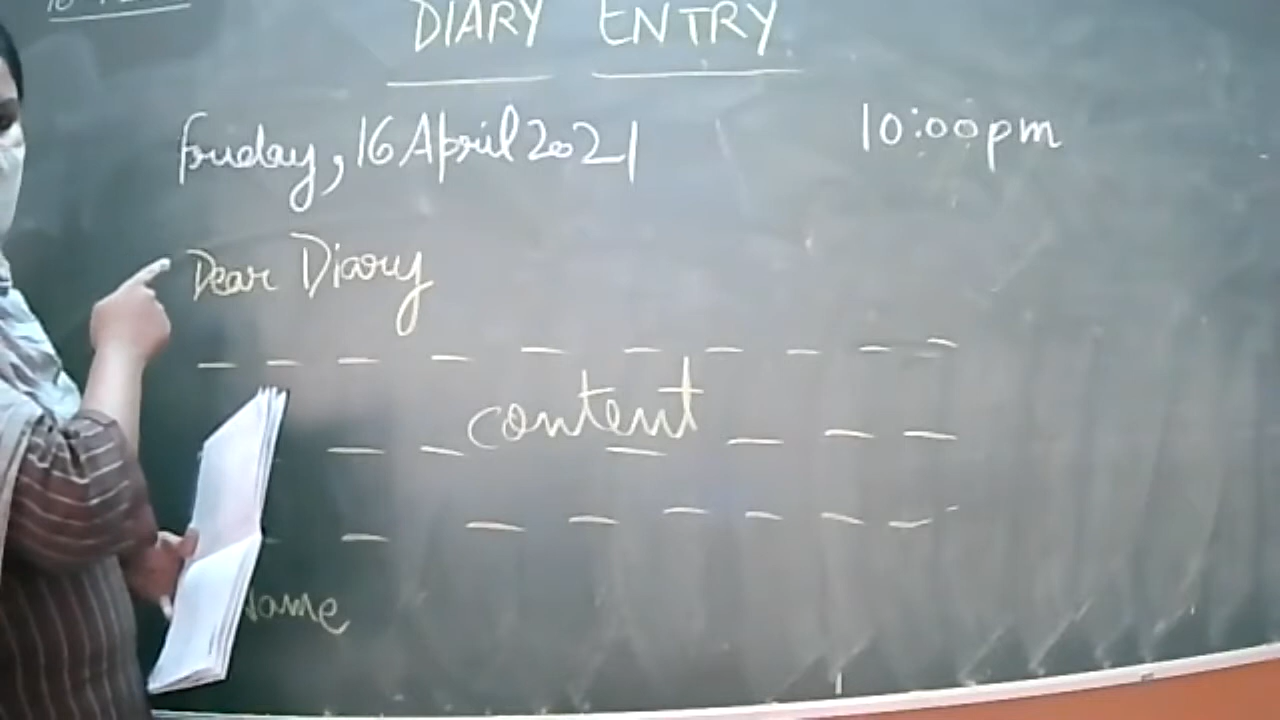 DIARY ENTRY
Friday, 16 April 2021 10:00pm
Dear Diary
content
Name